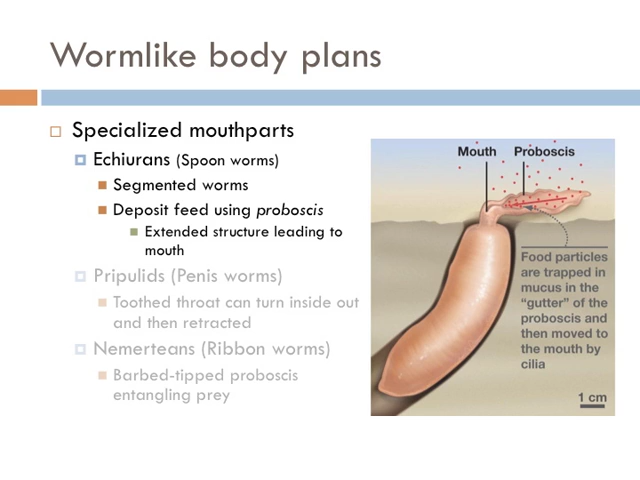 Wormlike body plans
Specialized mouthparts
Echiurans (Spoon worms)
Segmented worms
Deposit feed using proboscis
Extended structure leading to
mouth
Pripulids (Penis worms)
Toothed throat can turn inside out
and then retracted
Nemerteans (Ribbon worms)
Barbed-tipped proboscis
entangling prey
Mouth Proboscis
Food particles
are trapped in
mucus in the
“gutter” of the
proboscis and
then moved to
the mouth by
cilia
1 cm